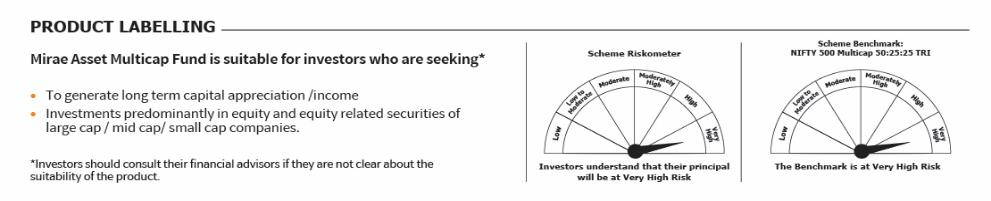 PRODUCT LABELLING
Mirae Asset Multicap Fund is suitable for investors who are seeking*
• To generate long term capital appreciation /income
• Investments predominantly in equity and equity related securities of
large cap / mid cap/ small cap companies.
*Investors should consult their financial advisors if they are not clear about the
suitability of the product.
Scheme Riskometer
Low
Low to
Moderate
Moderate
Moderately
High
High
Very
High
Investors understand that their principal
will be at Very High Risk
Scheme Benchmark:
NIFTY 500 Multicap 50:25:25 TRI
Low
Low to
Moderate
Moderate
Moderately
High
High
Very
High
The Benchmark is at Very High Risk